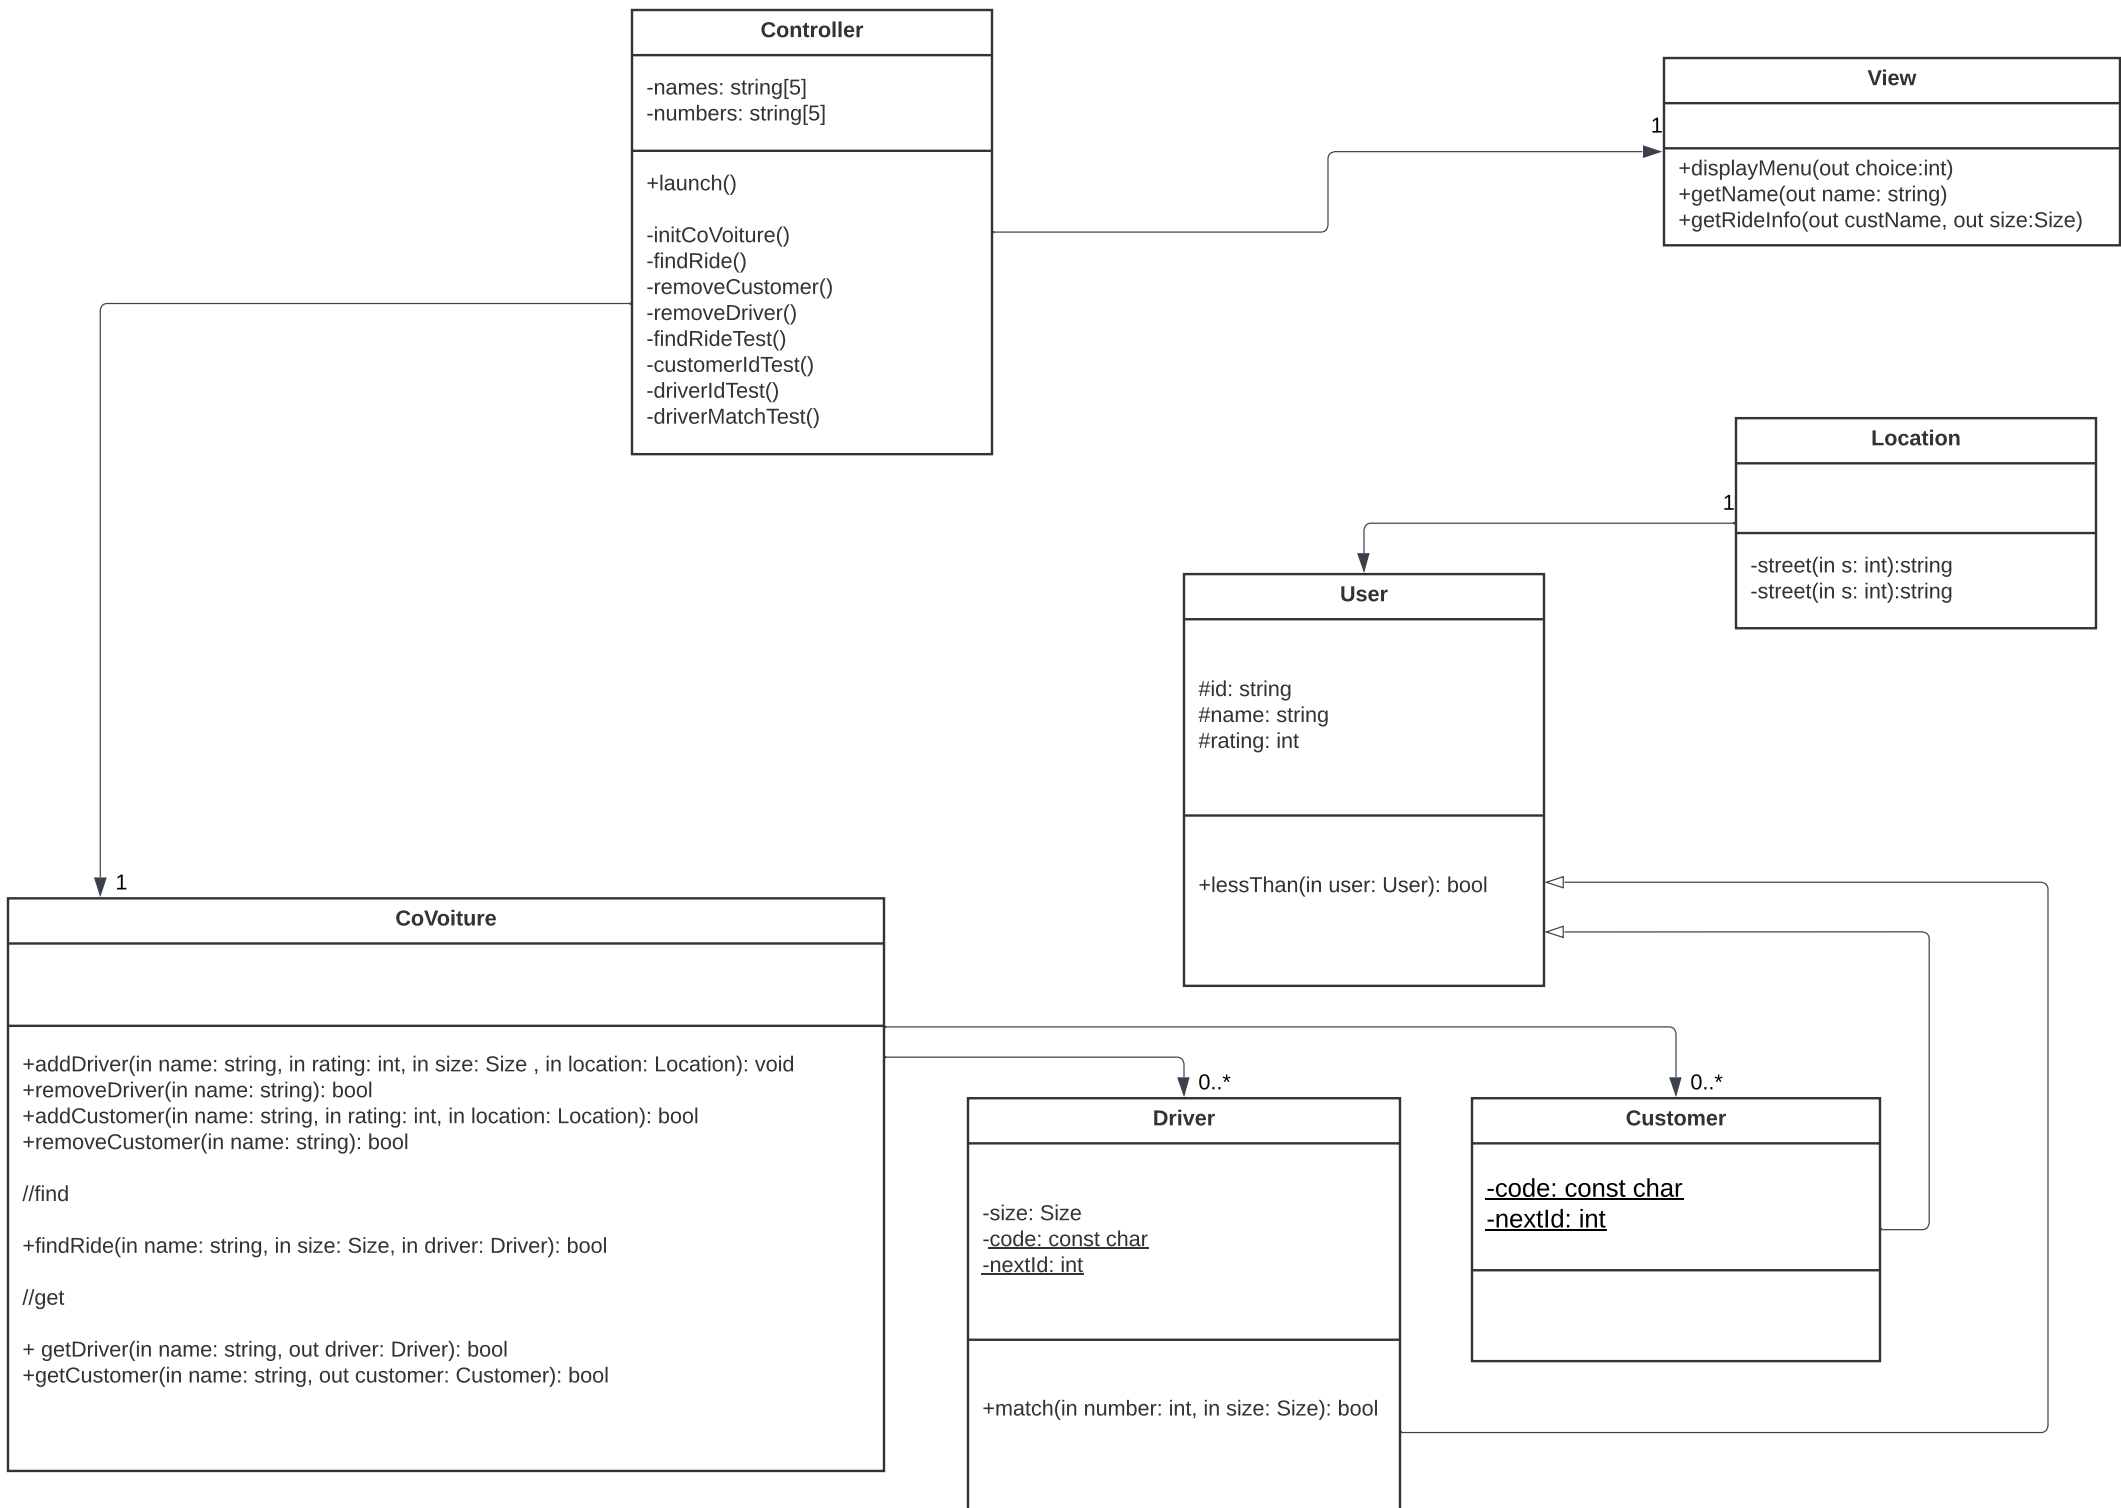 Controller
-names: string[5]
-numbers: string[5]
+launch()
-initCoVoiture()
-findRide()
-removeCustomer()
-removeDriver()
-findRideTest()
-customerIdTest()
-driverIdTest()
-driverMatchTest()
View
1
+displayMenu(out choice:int)
+getName(out name: string)
+getRideInfo(out custName, out size:Size)
Location
1
-street(in s: int):string
-street(in s: int):string
User
#id: string
#name: string
#rating: int
+lessThan(in user: User): bool
1
CoVoiture
+addDriver(in name: string, in rating: int, in size: Size , in location: Location): void
+removeDriver(in name: string): bool
+addCustomer(in name: string, in rating: int, in location: Location): bool
+removeCustomer(in name: string): bool
//find
+findRide(in name: string, in size: Size, in driver: Driver): bool
//get
+ getDriver(in name: string, out driver: Driver): bool
+getCustomer(in name: string, out customer: Customer): bool
0..*
Driver
-size: Size
-code: const char
-nextId: int
+match(in number: int, in size: Size): bool
0..*
Customer
-code: const char
-nextId: int